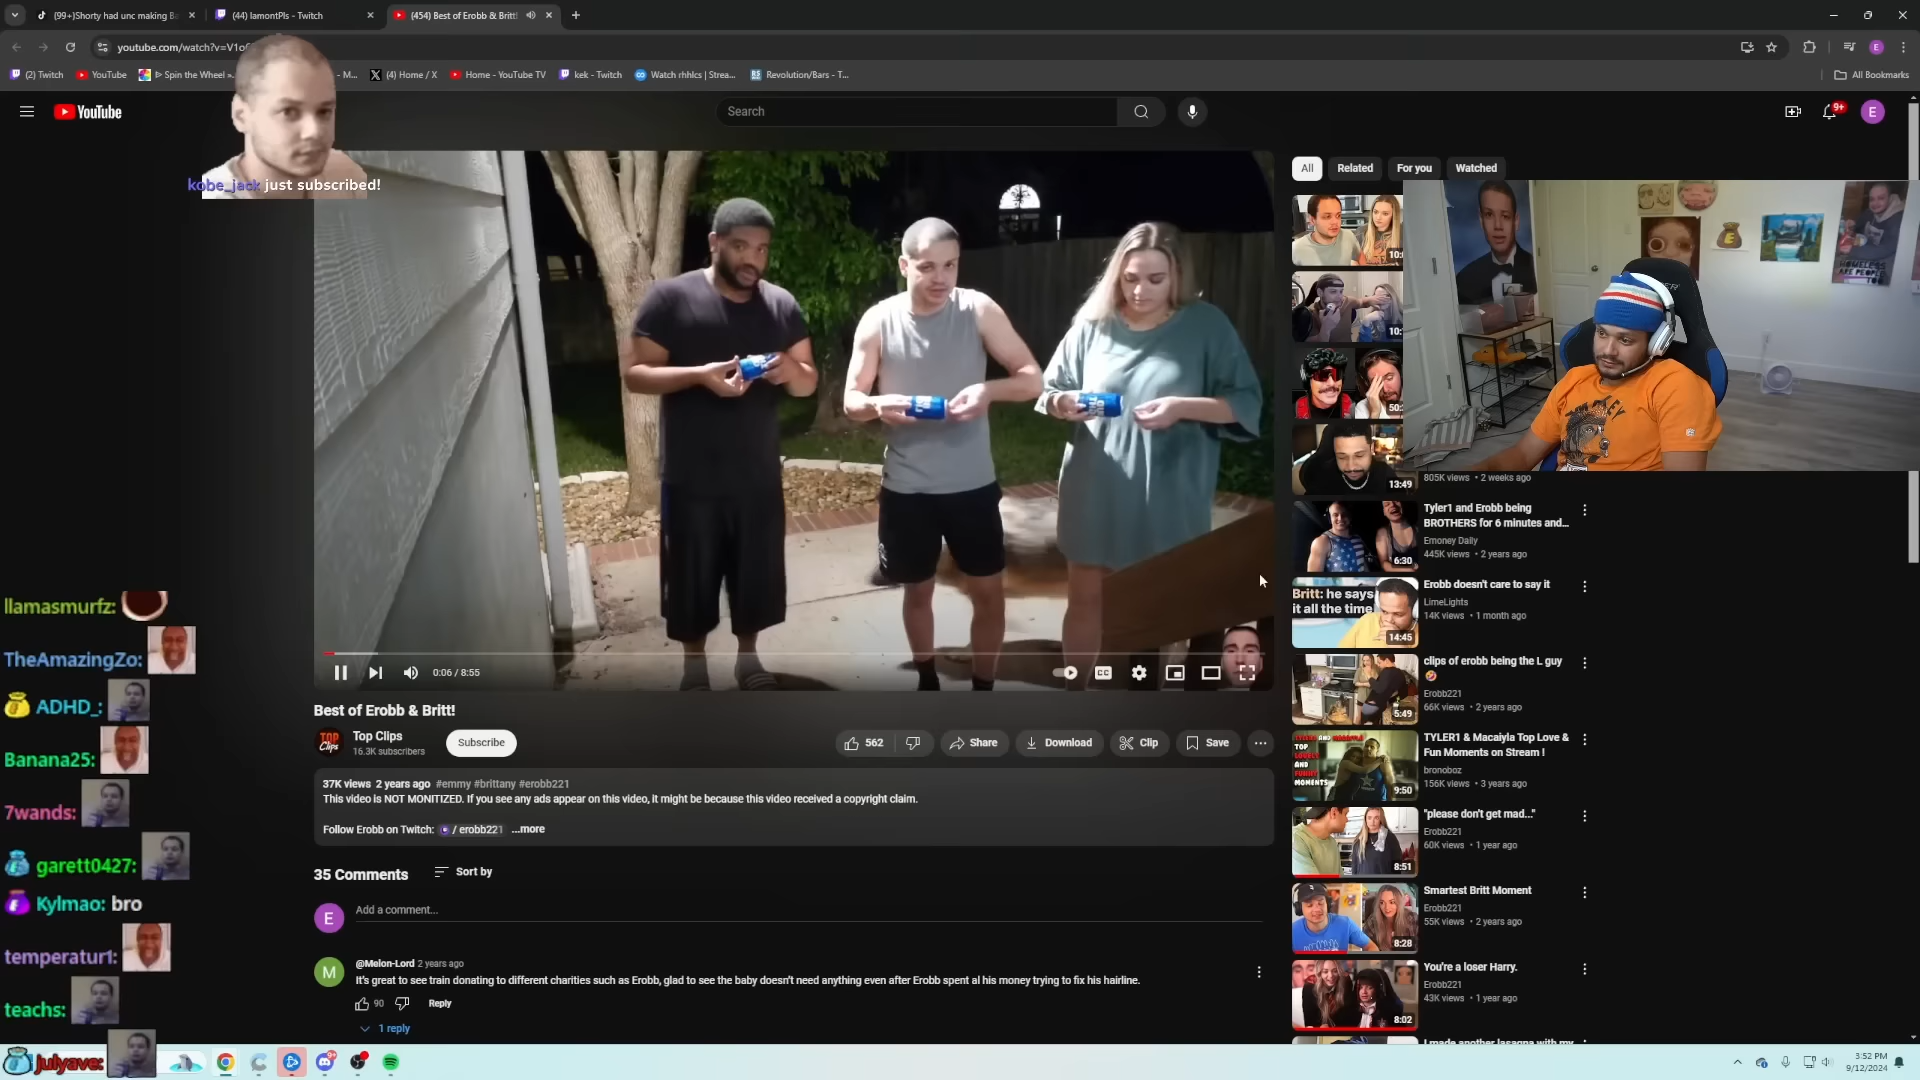 (99+)Shorty had unc making Ba
(44) lamontPls - Twitch
(454) Best of Erobb & Britt!
youtube.com/watch?v=V1o
(2) Twitch
YouTube
Spin the Wheel »
- M...
(4) Home / X
Home - YouTube TV
kek - Twitch
Watch rhhlcs | Strea...
Revolution/Bars - T...
All Bookmarks
YouTube
Search
9+
E
kobe_jack just subscribed!
All
Related
For you
Watched
13:49
805K views • 2 weeks ago
Tyler1 and Erobb being
BROTHERS for 6 minutes and...
Emoney Daily
445K views • 2 years ago
6:30
Britt: he says
it all the time
14:45
Erobb doesn't care to say it
LimeLights
14K views • 1 month ago
clips of erobb being the L guy
Erobb221
66K views • 2 years ago
5:49
TYLER1 & Macaiyla Top Love &
Fun Moments on Stream !
bronoboz
156K views • 3 years ago
9:50
"please don't get mad..."
Erobb221
60K views • 1 year ago
8:51
Smartest Britt Moment
Erobb221
55K views • 2 years ago
8:28
You're a loser Harry.
Erobb221
43K views • 1 year ago
8:02
I made another lasagna with my
0:06 / 8:55
Best of Erobb & Britt!
TOP Clips
Top Clips
16.3K subscribers
Subscribe
562
Share
Download
Clip
Save
37K views 2 years ago #emmy #brittany #erobb221
This video is NOT MONITIZED. If you see any ads appear on this video, it might be because this video received a copyright claim.
Follow Erobb on Twitch: / erobb221 ...more
35 Comments
Sort by
E
Add a comment...
M
@Melon-Lord 2 years ago
It's great to see train donating to different charities such as Erobb, glad to see the baby doesn't need anything even after Erobb spent al his money trying to fix his hairline.
90
Reply
1 reply
llamasmurfz:
TheAmazingZo:
ADHD_:
Banana25:
7wands:
garett0427:
Kylmao: bro
temperatur1:
teachs:
julyave:
3:52 PM
9/12/2024